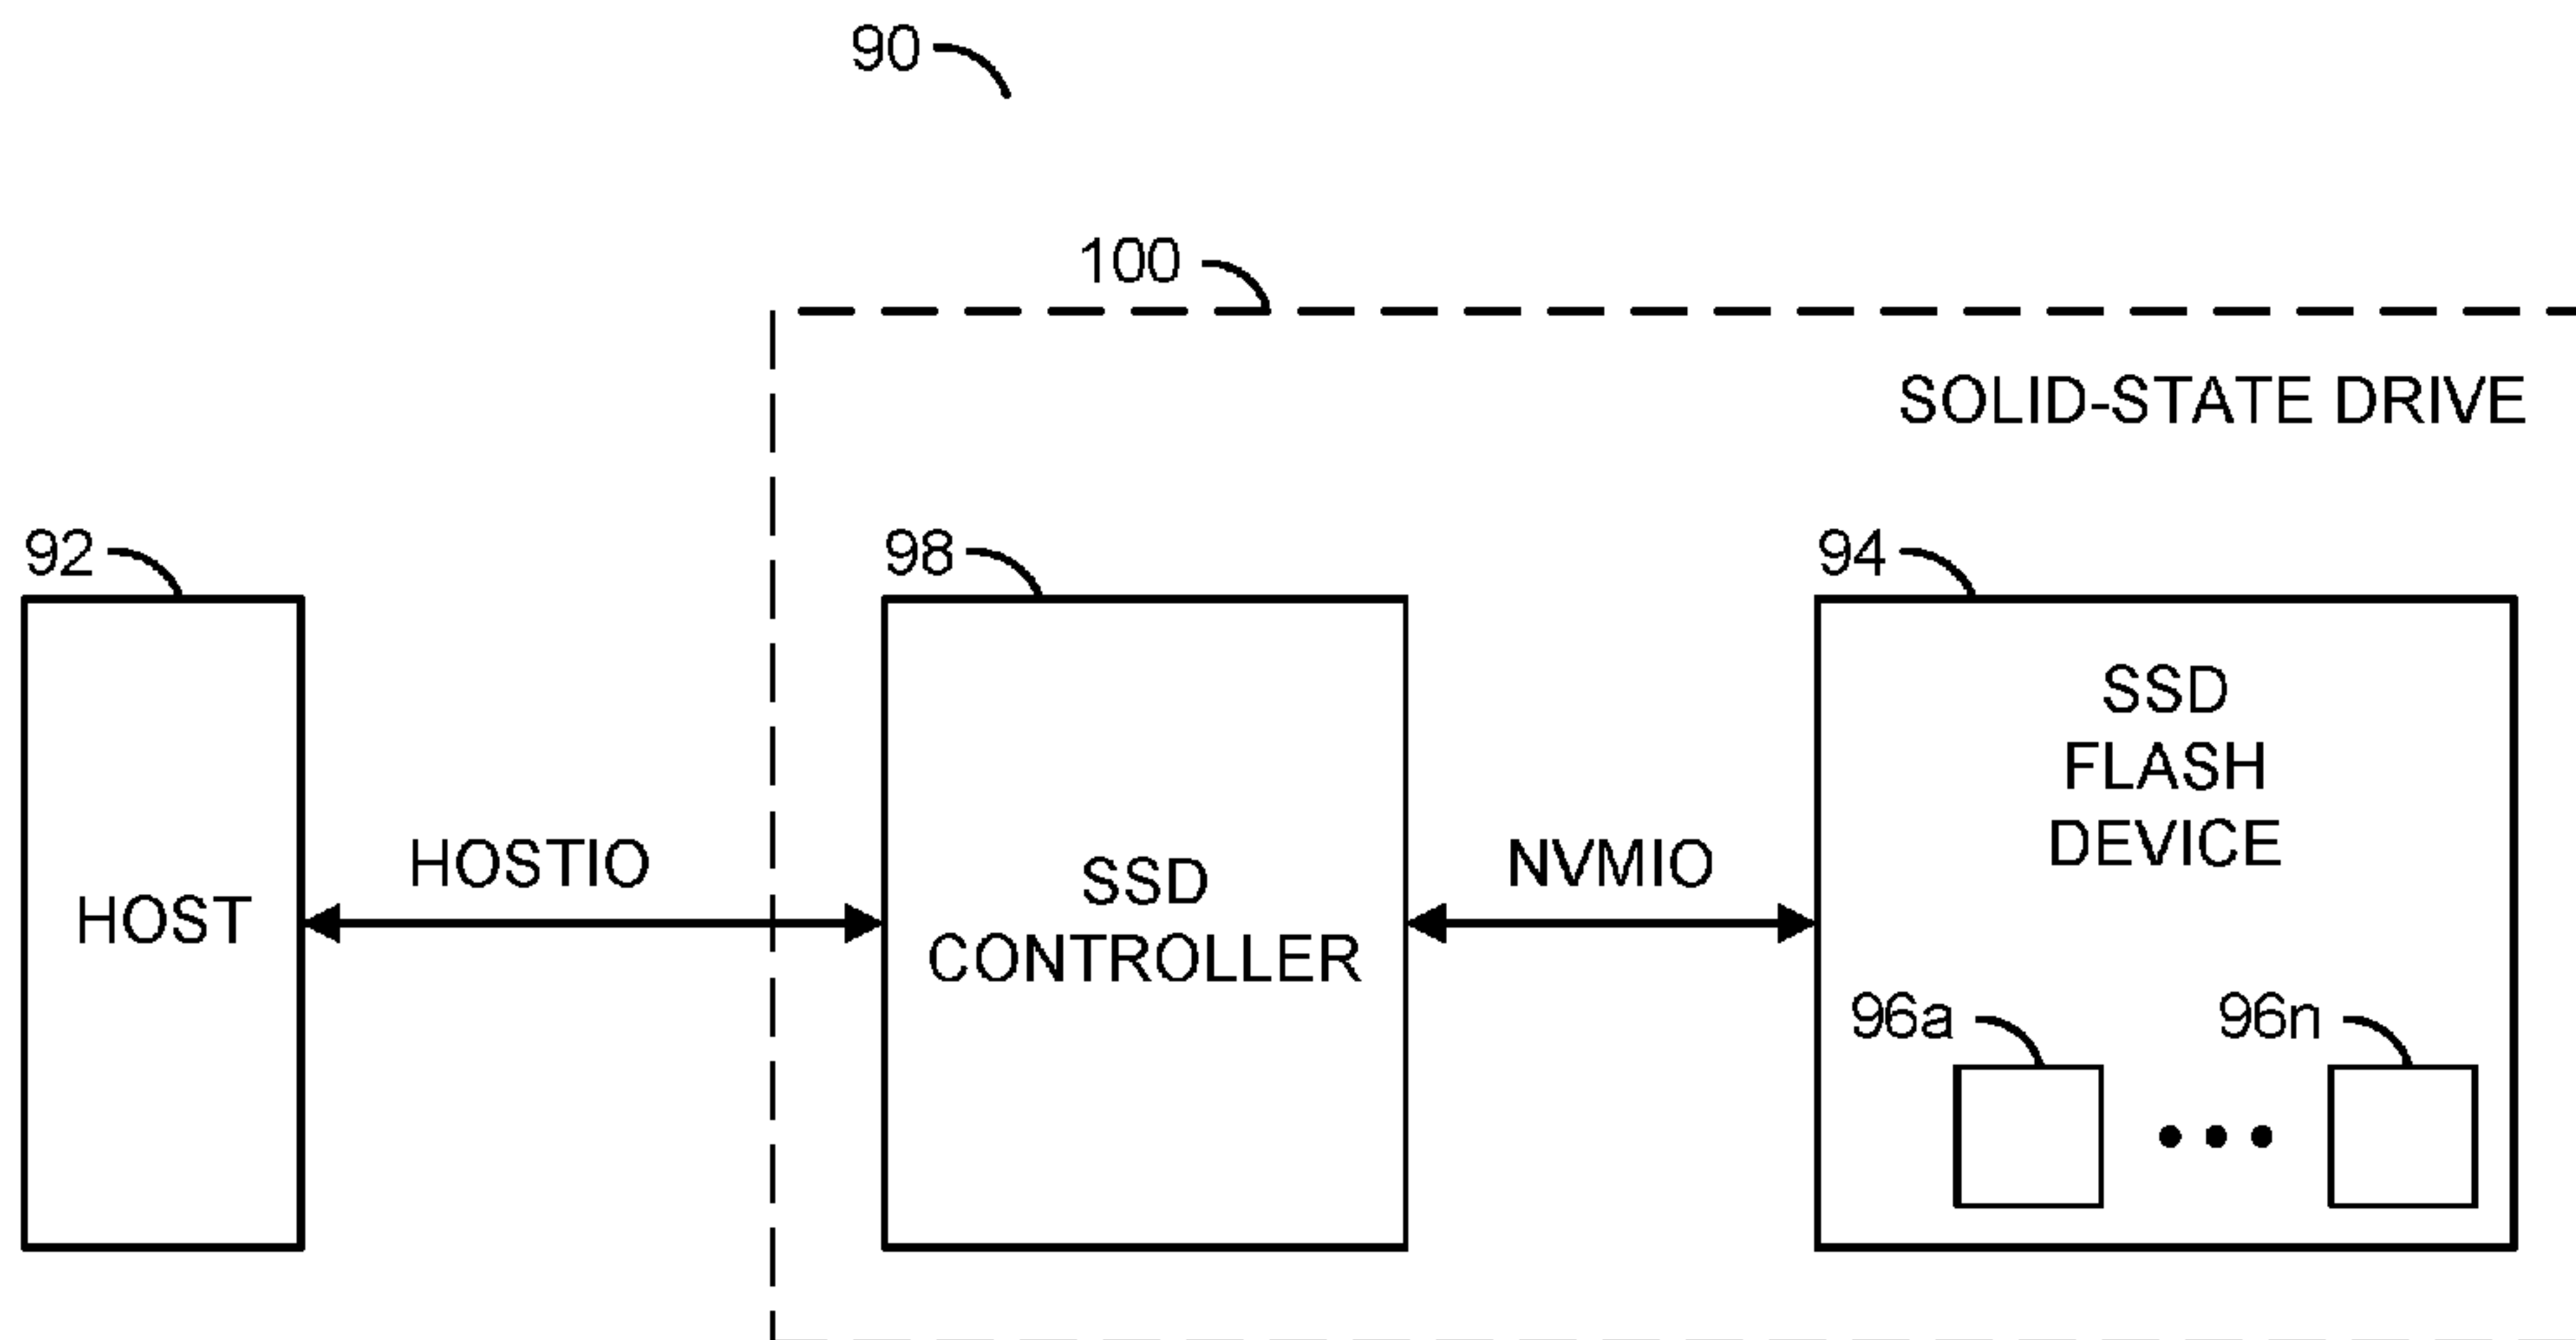 90
100
SOLID-STATE DRIVE
92
98
94
HOST
HOSTIO
SSD
CONTROLLER
NVMIO
SSD
FLASH
DEVICE
96a
96n